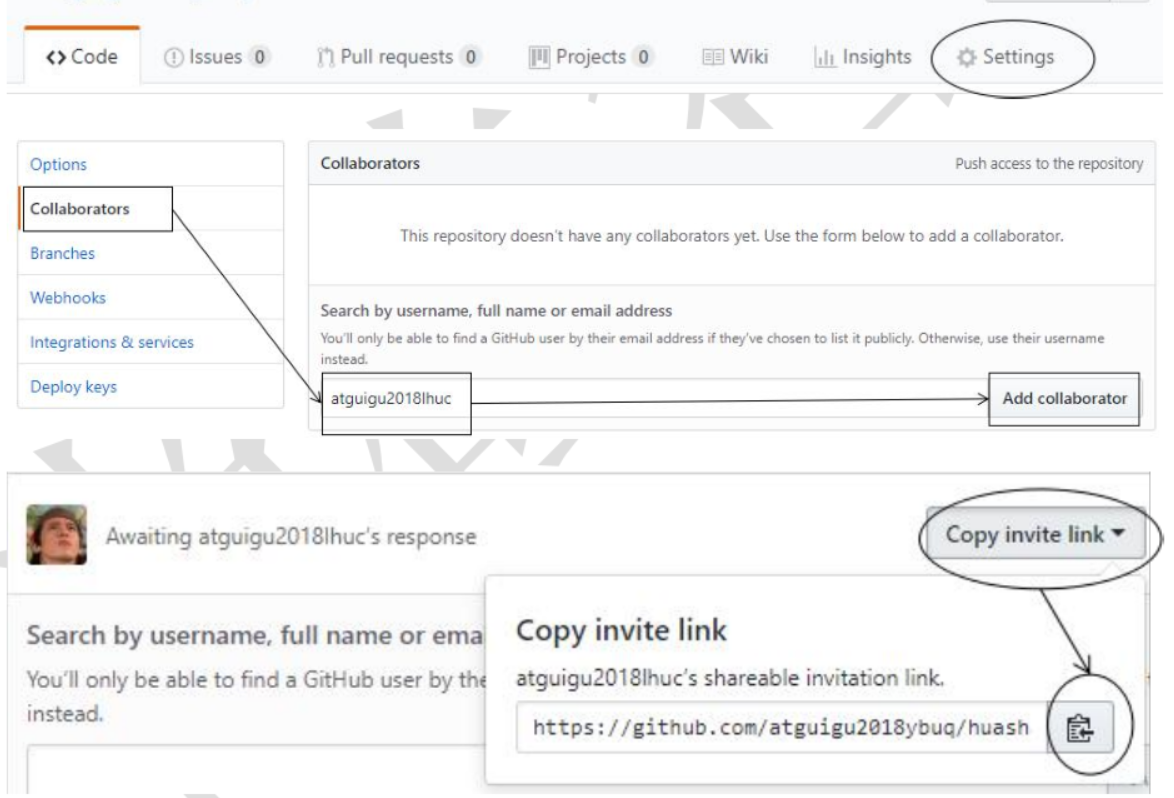 Code Issues 0 Pull requests 0 Projects 0 Wiki Insights Settings
Options
Collaborators
Branches
Webhooks
Integrations & services
Deploy keys
Collaborators Push access to the repository
This repository doesn't have any collaborators yet. Use the form below to add a collaborator.
Search by username, full name or email address
You'll only be able to find a GitHub user by their email address if they've chosen to list it publicly. Otherwise, use their username
instead.
atguigu2018lhuc Add collaborator
Awaiting atguigu2018lhuc's response Copy invite link
Search by username, full name or ema
You'll only be able to find a GitHub user by the
instead.
Copy invite link
atguigu2018lhuc's shareable invitation link.
https://github.com/atguigu2018ybuq/huash